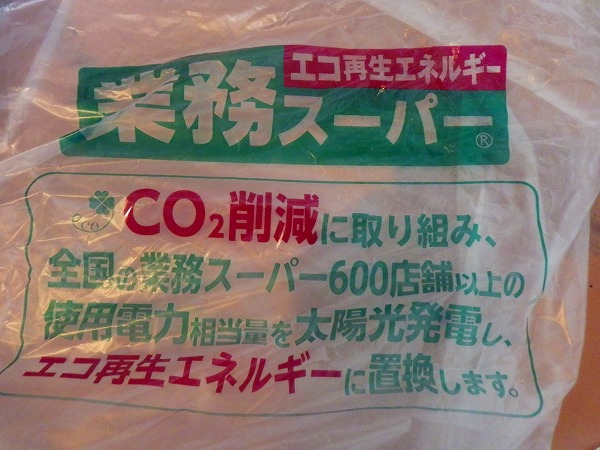 エコ再生エネルギー
業務スーパー®
eco
CO₂削減に取り組み、
全国の業務スーパー600店舗以上の
使用電力相当量を太陽光発電し、
エコ再生エネルギーに置換します。